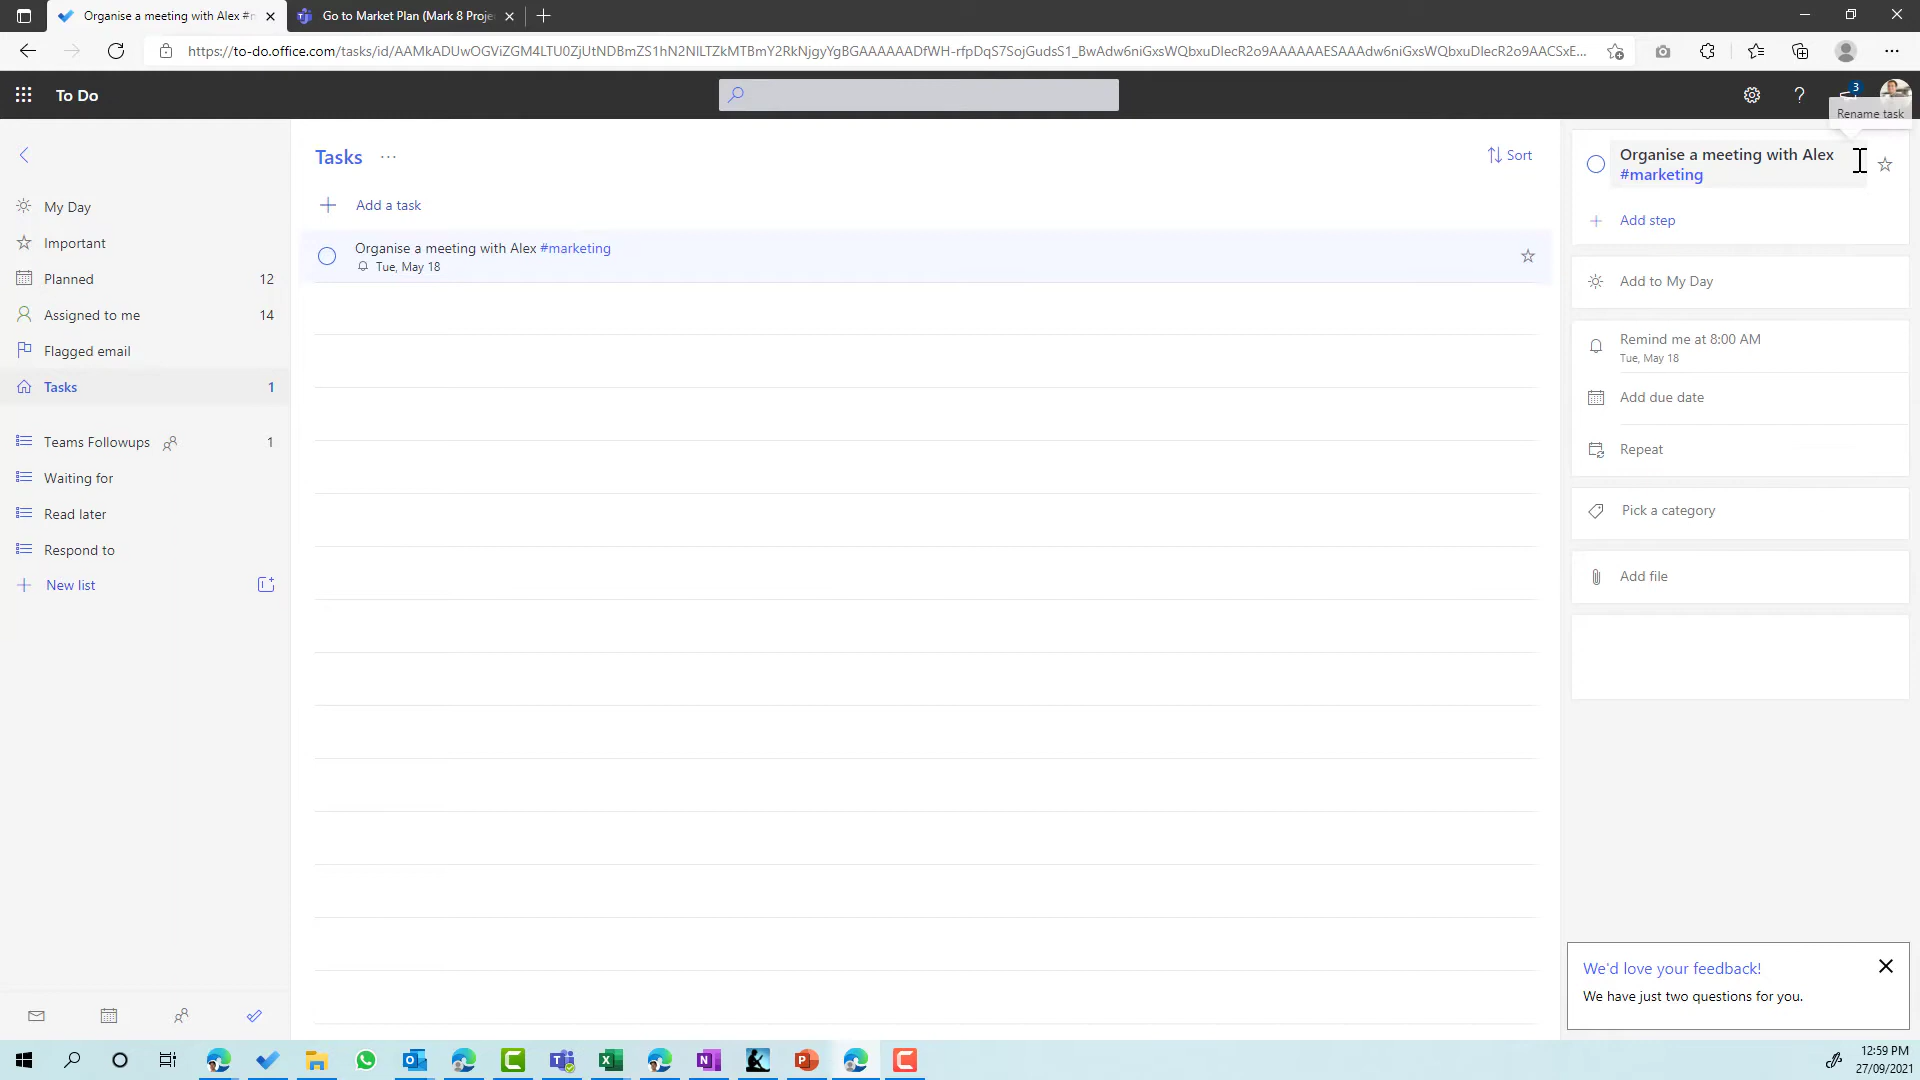 Organise a meeting with Alex #m
Go to Market Plan (Mark 8 Proje
https://to-do.office.com/tasks/id/
To Do
3
Rename task
Tasks
Sort
Add a task
Organise a meeting with Alex #marketing
Tue, May 18
My Day
Important
Planned 12
Assigned to me 14
Flagged email
Tasks 1
Teams Followups 1
Waiting for
Read later
Respond to
New list
Organise a meeting with Alex
#marketing
Add step
Add to My Day
Remind me at 8:00 AM
Tue, May 18
Add due date
Repeat
Pick a category
Add file
We'd love your feedback!
We have just two questions for you.
12:59 PM
27/09/2021